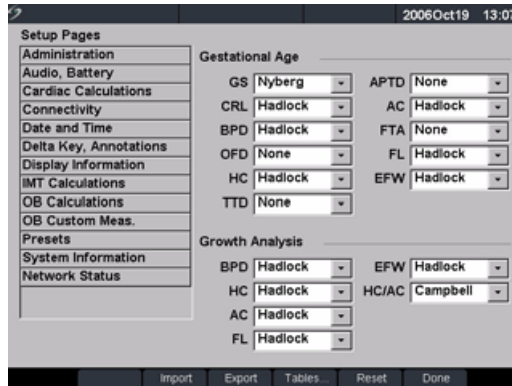 2006Oct19 13:07
Setup Pages
Administration
Audio, Battery
Cardiac Calculations
Connectivity
Date and Time
Delta Key, Annotations
Display Information
IMT Calculations
OB Calculations
OB Custom Meas.
Presets
System Information
Network Status
Gestational Age
GS Nyberg APTD None
CRL Hadlock AC Hadlock
BPD Hadlock FTA None
OFD None FL Hadlock
HC Hadlock EFW Hadlock
TTD None
Growth Analysis
BPD Hadlock EFW Hadlock
HC Hadlock HC/AC Campbell
AC Hadlock
FL Hadlock
Import Export Tables... Reset Done